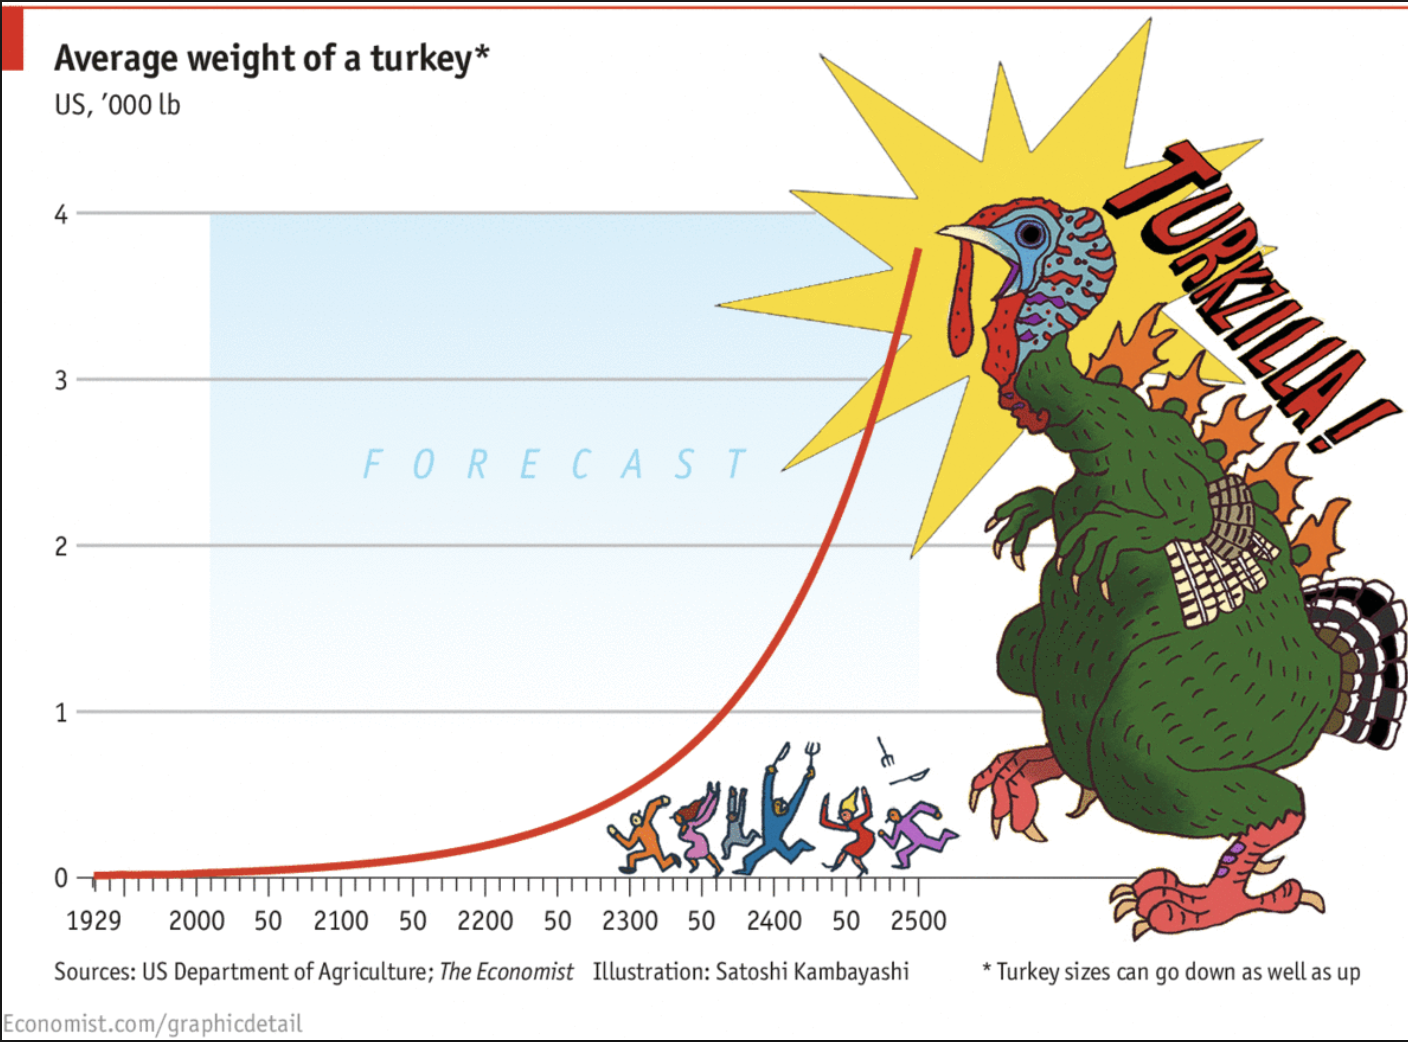 Average weight of a turkey*
US, ’000 lb
TURKZILLA!
4
3
FORECAST
2
1
0
1929 2000 50 2100 50 2200 50 2300 50 2400 50 2500
Sources: US Department of Agriculture; The Economist Illustration: Satoshi Kambayashi * Turkey sizes can go down as well as up
Economist.com/graphicdetail